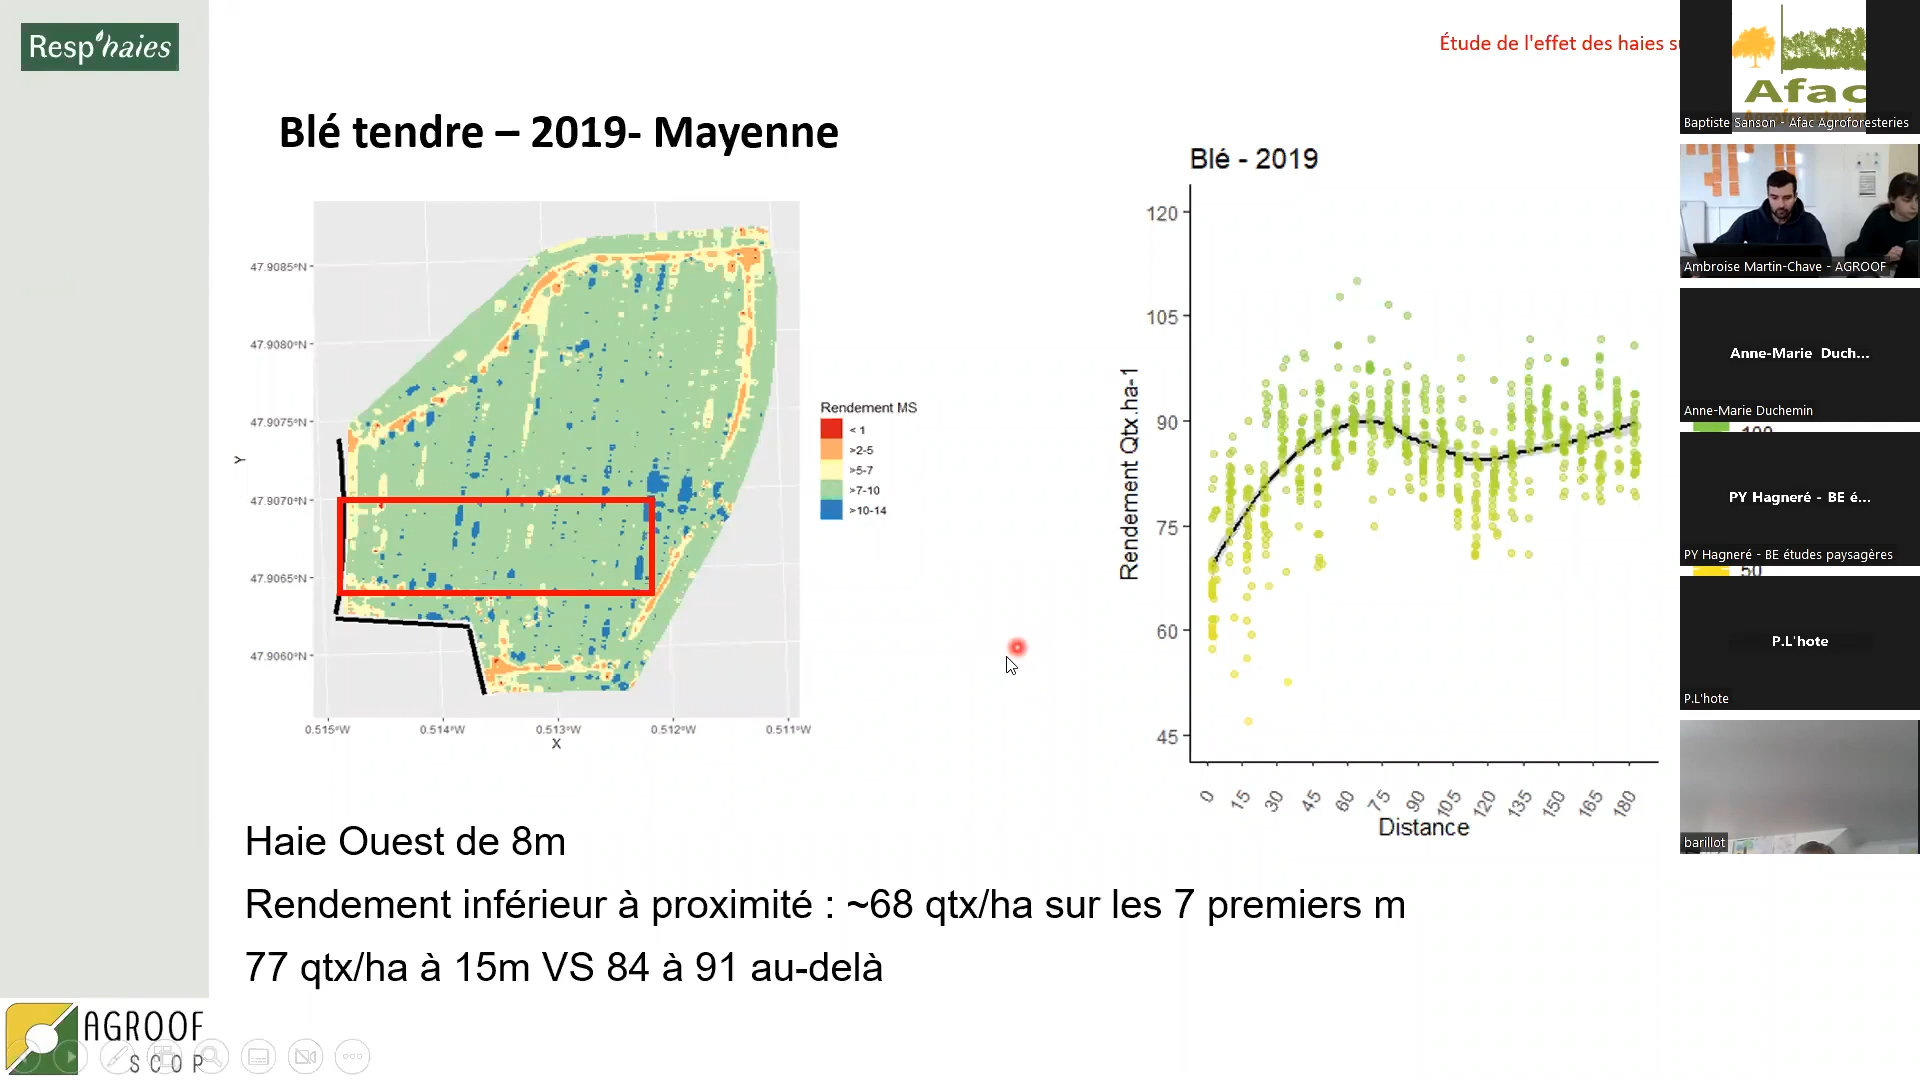 Resp'haies
Étude de l'effet des haies s
Blé tendre – 2019- Mayenne
47.9085°N
47.9080°N
47.9075°N
47.9070°N
47.9065°N
47.9060°N
Y
0.515°W 0.514°W 0.513°W 0.512°W 0.511°W
X
Rendement MS
< 1
>2-5
>5-7
>7-10
>10-14
Blé - 2019
Rendement Qtx.ha-1
120
105
90
75
60
45
0 15 30 45 60 75 90 105 120 135 150 165 180
Distance
Haie Ouest de 8m
Rendement inférieur à proximité : ~68 qtx/ha sur les 7 premiers m
77 qtx/ha à 15m VS 84 à 91 au-delà
AGROOF
SCOP
Afac
Baptiste Sanson - Afac Agroforesteries
Ambroise Martin-Chave - AGROOF
Anne-Marie Duch...
Anne-Marie Duchemin
PY Hagneré - BE é...
PY Hagneré - BE études paysagères
50
P.L'hote
P.L'hote
barillot